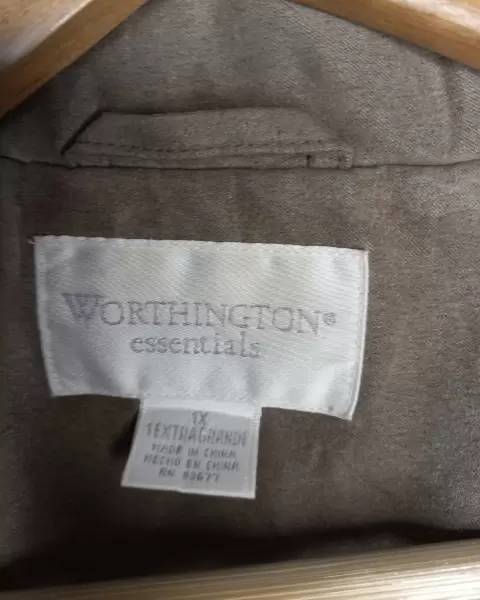 WORTHINGTON®
essentials
1X
1EXTRAGRANDE
MADE IN CHINA
HECHO EN CHINA
RN 93677